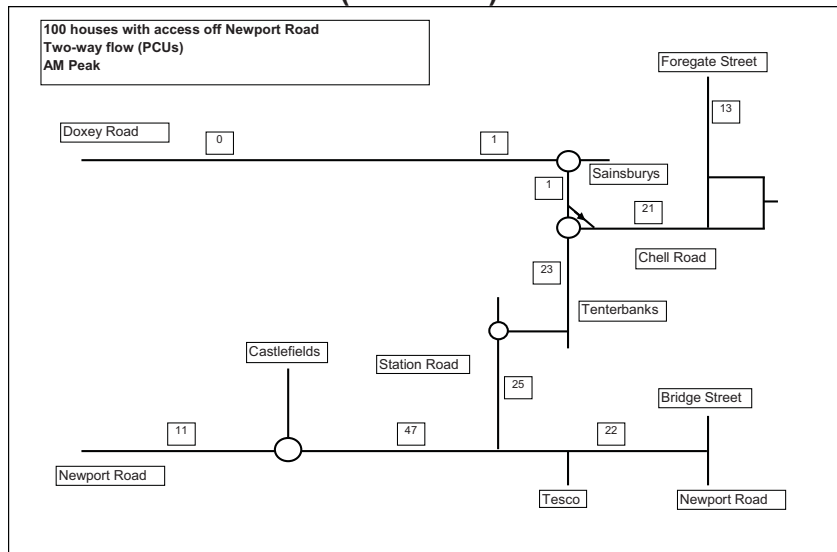 100 houses with access off Newport Road
Two-way flow (PCUs)
AM Peak
Foregate Street
13
Doxey Road
0
1
Sainsburys
1
21
Chell Road
23
Tenterbanks
Castlefields
Station Road
25
Bridge Street
11
47
22
Newport Road
Tesco
Newport Road